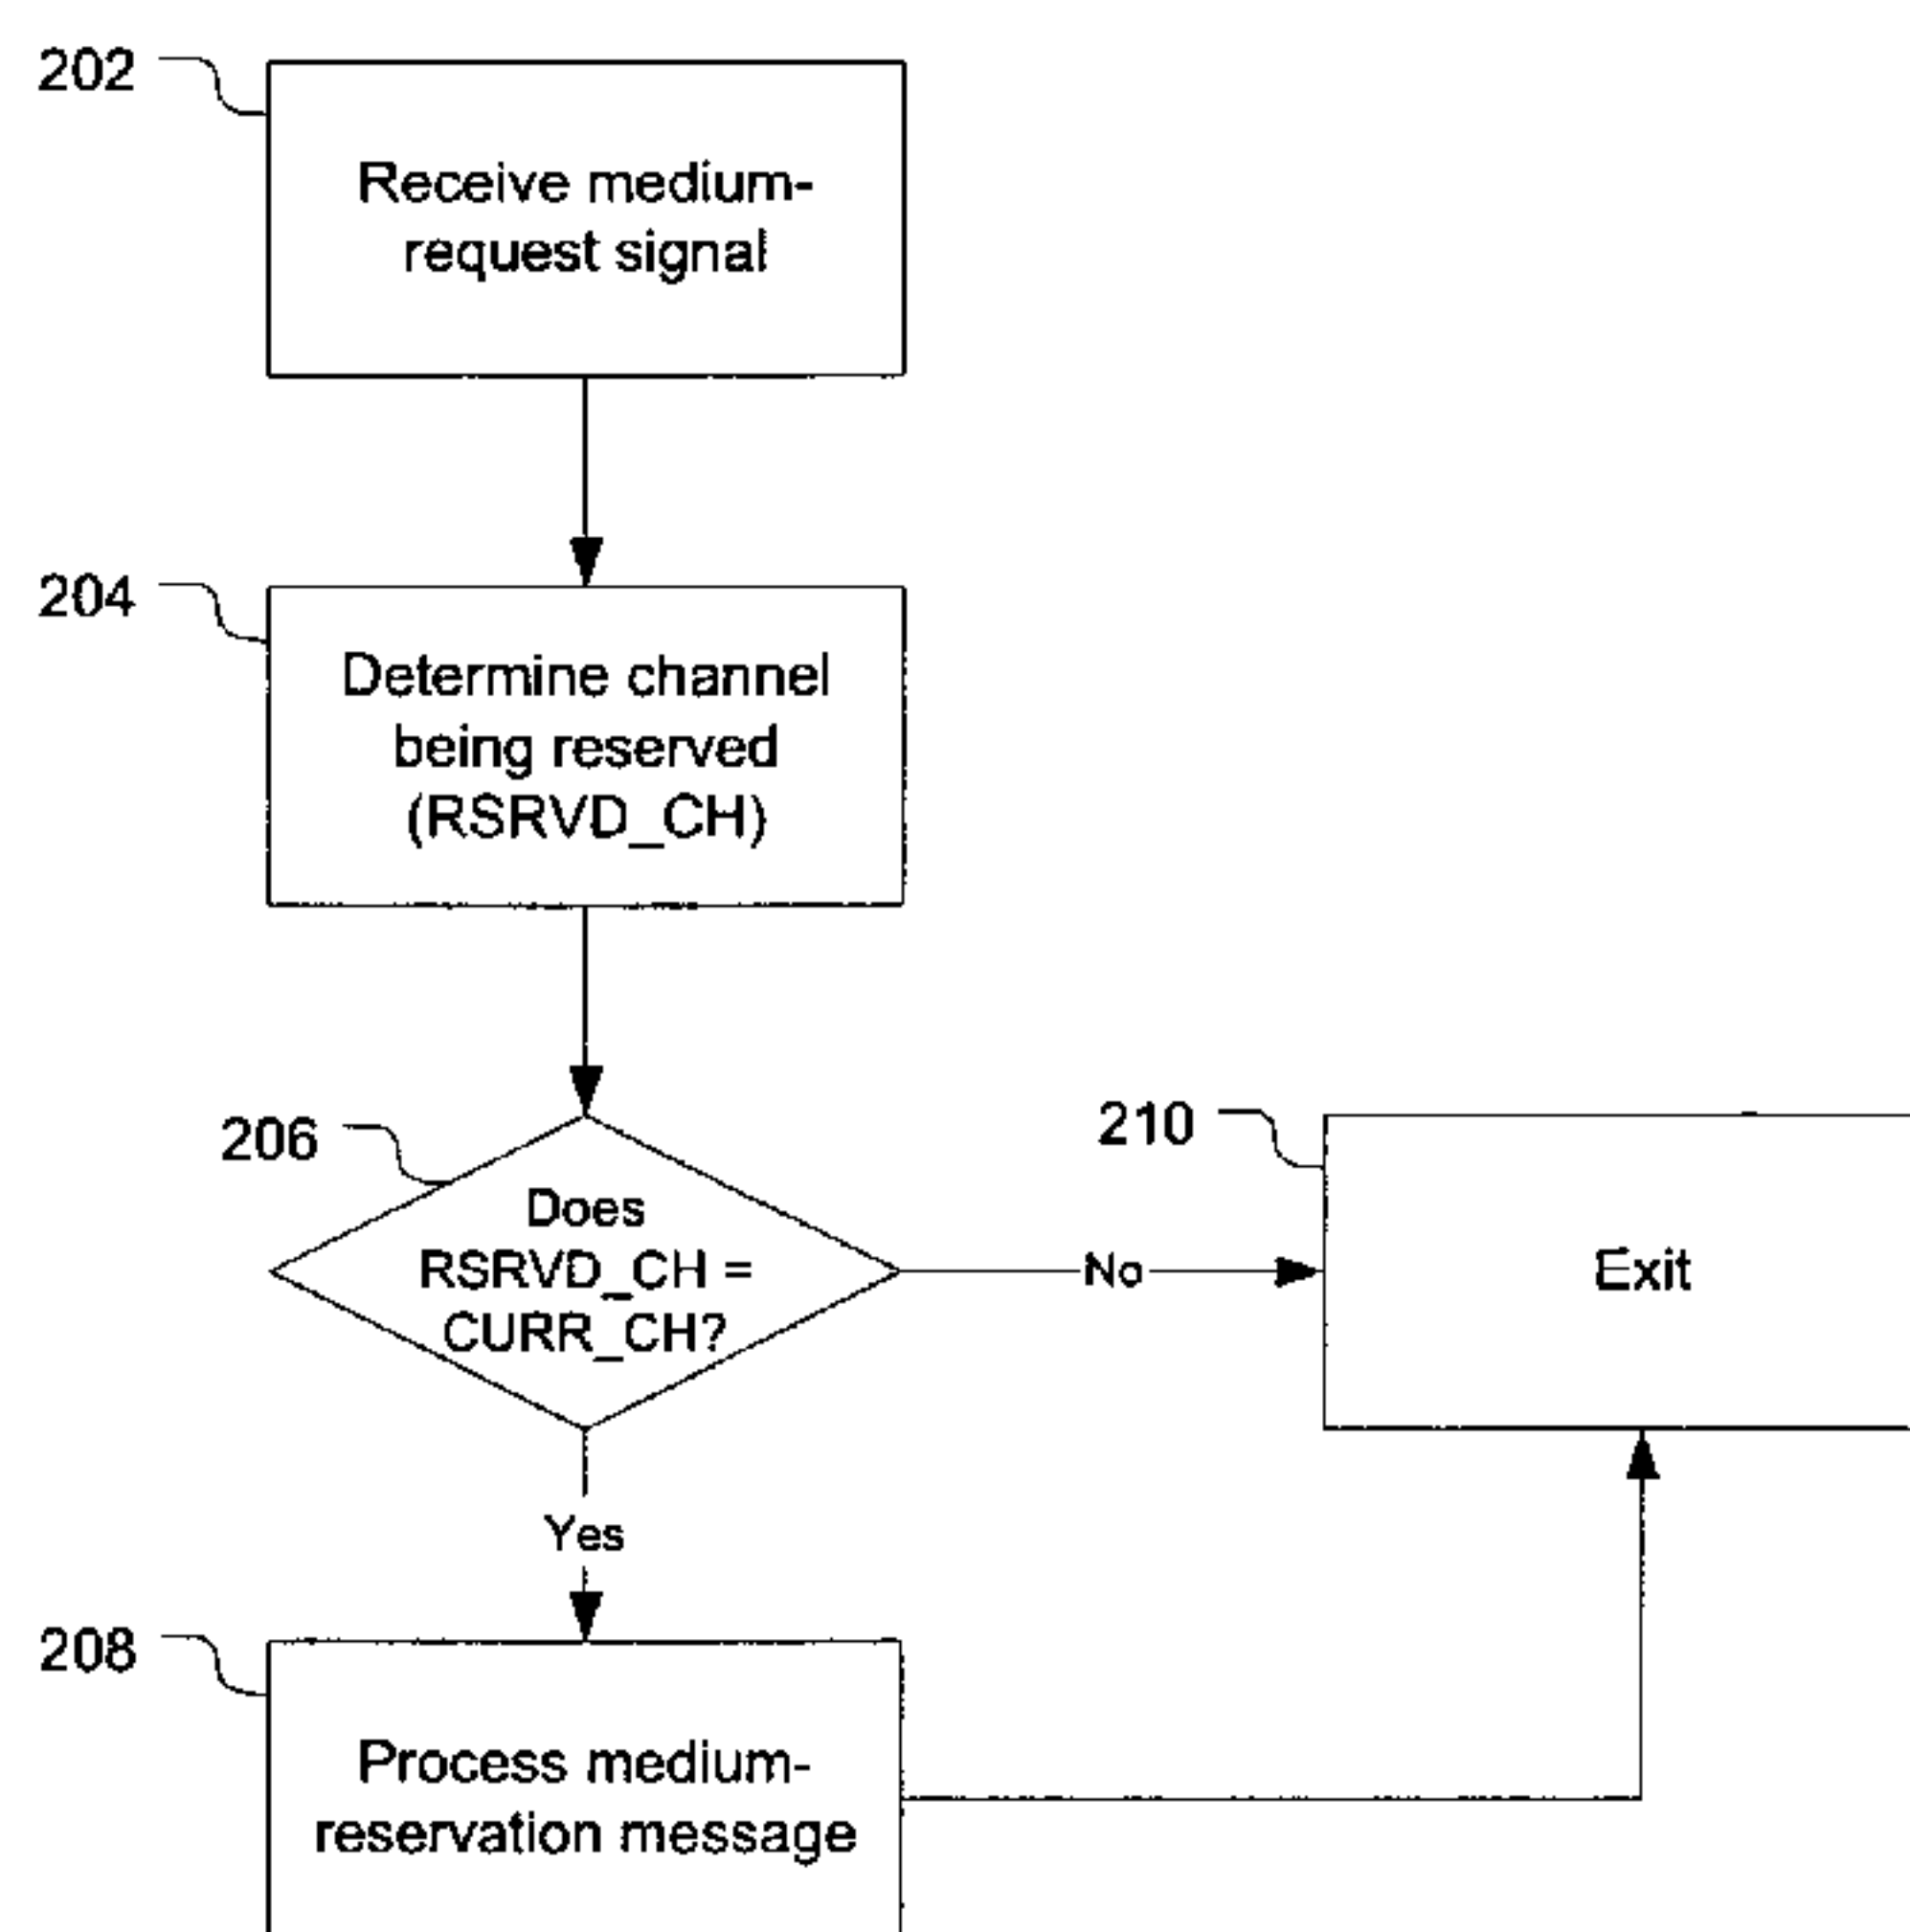 202
Receive medium-
request signal
204
Determine channel
being reserved
(RSRVD_CH)
206
Does
RSRVD_CH =
CURR_CH?
No
210
Exit
Yes
208
Process medium-
reservation message